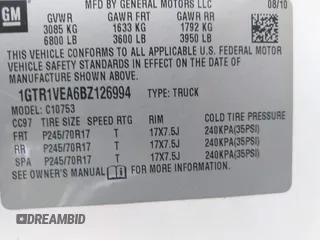 GM
MFD BY GENERAL MOTORS LLC 08/10
GVWR GAWR FRT GAWR RR
3085 KG 1633 KG 1792 KG
6800 LB 3600 LB 3950 LB
THIS VEHICLE CONFORMS TO ALL APPLICABLE U.S. FEDERAL MOTOR
VEHICLE SAFETY STANDARDS IN EFFECT ON THE DATE OF
MANUFACTURE SHOWN ABOVE.
1GTR1VEA6BZ126994 TYPE: TRUCK
MODEL: C10753
CC97 TIRE SIZE SPEED RTG RIM COLD TIRE PRESSURE
FRT P245/70R17 T 17X7.5J 240KPA(35PSI)
RR P245/70R17 T 17X7.5J 240KPA(35PSI)
SPA P245/70R17 T 17X7.5J 240KPA(35PSI)
SEE OWNER'S MANUAL FOR MORE INFORMATION
DREAMBID